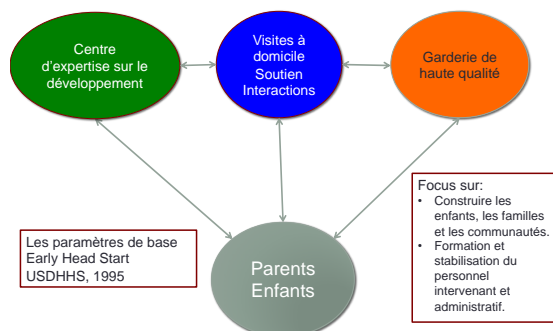 Centre
d'expertise sur le
développement
Visites à
domicile
Soutien
Interactions
Garderie de
haute qualité
Focus sur:
• Construire les
enfants, les familles
et les communautés.
• Formation et
stabilisation du
personnel
intervenant et
administratif.
Les paramètres de base
Early Head Start
USDHHS, 1995
Parents
Enfants